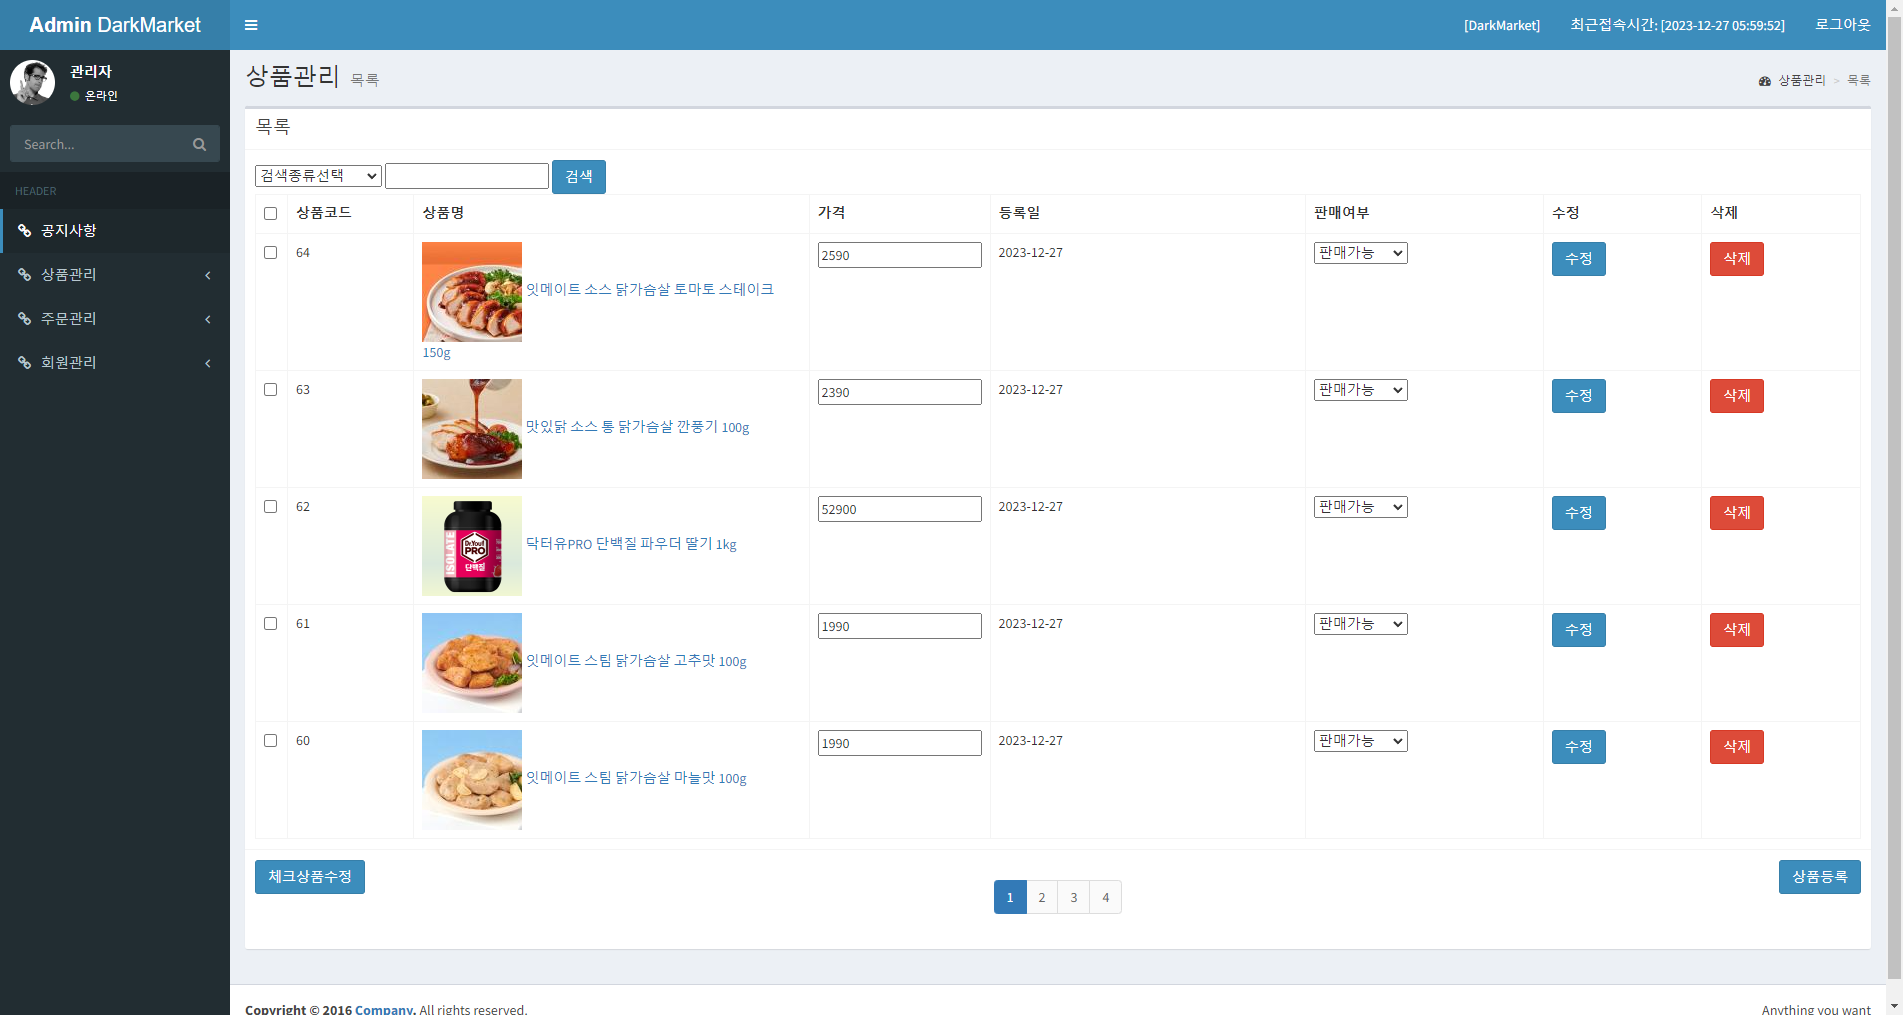 Admin DarkMarket
[DarkMarket] 최근접속시간: [2023-12-27 05:59:52] 로그아웃
관리자
온라인
Search...
HEADER
공지사항
상품관리
주문관리
회원관리
상품관리 목록
상품관리 > 목록
목록
검색종류선택 검색
상품코드 상품명 가격 등록일 판매여부 수정 삭제
64 잇메이트 소스 닭가슴살 토마토 스테이크 2590 2023-12-27 판매가능 수정 삭제
150g
63 맛있닭 소스 통 닭가슴살 깐풍기 100g 2390 2023-12-27 판매가능 수정 삭제
62 닥터유PRO 단백질 파우더 딸기 1kg 52900 2023-12-27 판매가능 수정 삭제
ISOLATE
Dr.You
PRO
단백질
61 잇메이트 스팀 닭가슴살 고추맛 100g 1990 2023-12-27 판매가능 수정 삭제
60 잇메이트 스팀 닭가슴살 마늘맛 100g 1990 2023-12-27 판매가능 수정 삭제
체크상품수정 상품등록
1 2 3 4
Copyright © 2016 Company. All rights reserved. Anything you want